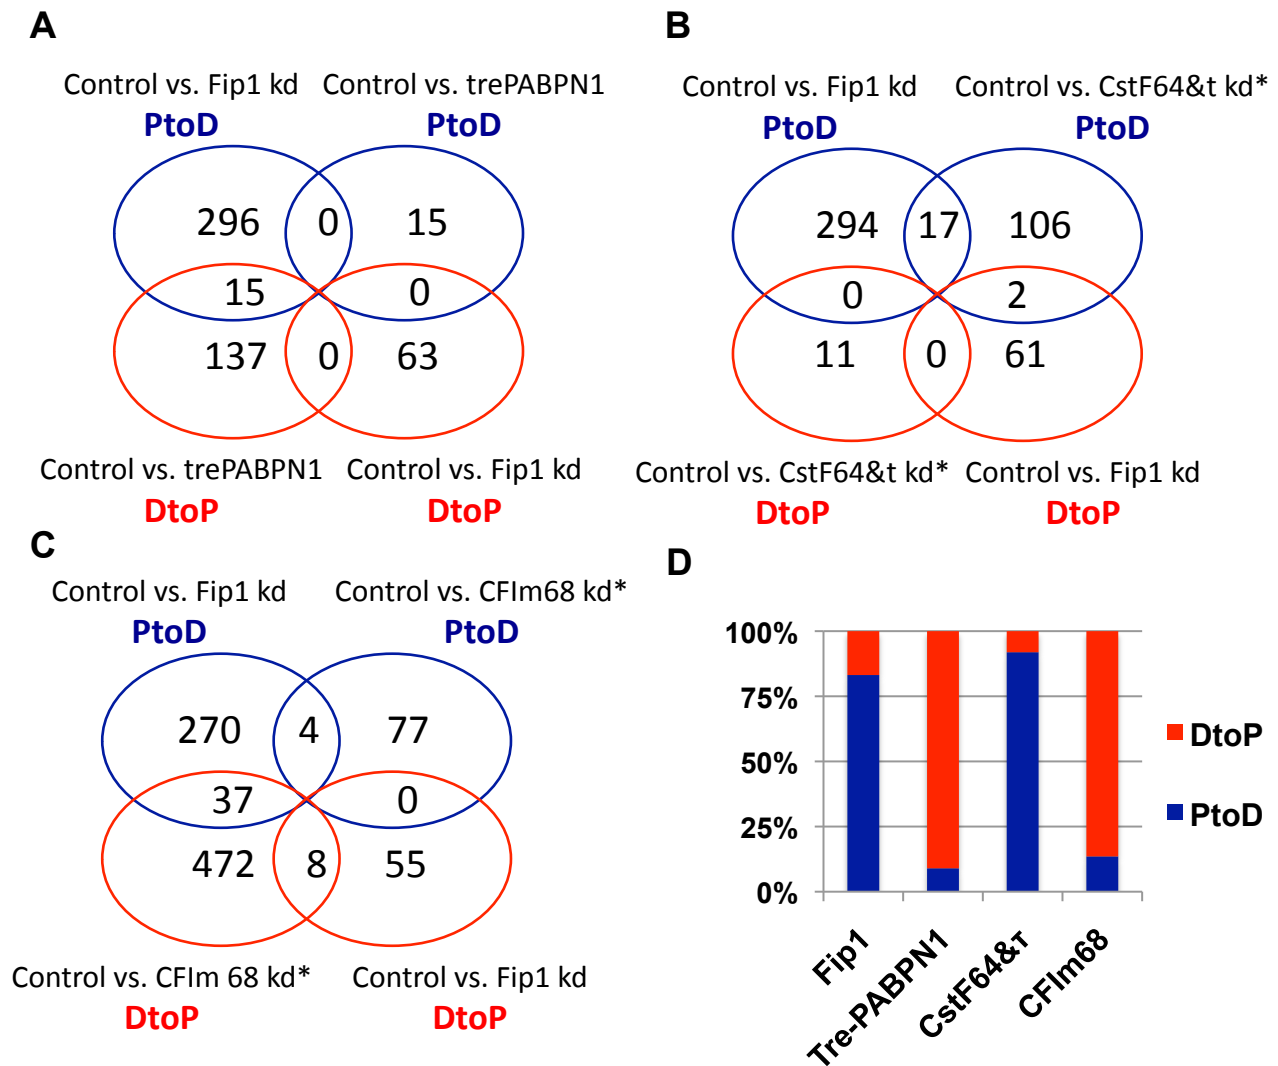 A
Control vs. Fip1 kd Control vs. trePABPN1
PtoD PtoD
296 0 15
15 0
137 0 63
Control vs. trePABPN1 Control vs. Fip1 kd
DtoP DtoP
B
Control vs. Fip1 kd Control vs. CstF64&t kd*
PtoD PtoD
294 17 106
0 2
11 0 61
Control vs. CstF64&t kd* Control vs. Fip1 kd
DtoP DtoP
C
Control vs. Fip1 kd Control vs. CFIm68 kd*
PtoD PtoD
270 4 77
37 0
472 8 55
Control vs. CFIm 68 kd* Control vs. Fip1 kd
DtoP DtoP
D
100%
75%
50%
25%
0%
Fip1
Tre-PABPN1
CstF64&τ
CFIm68
DtoP
PtoD